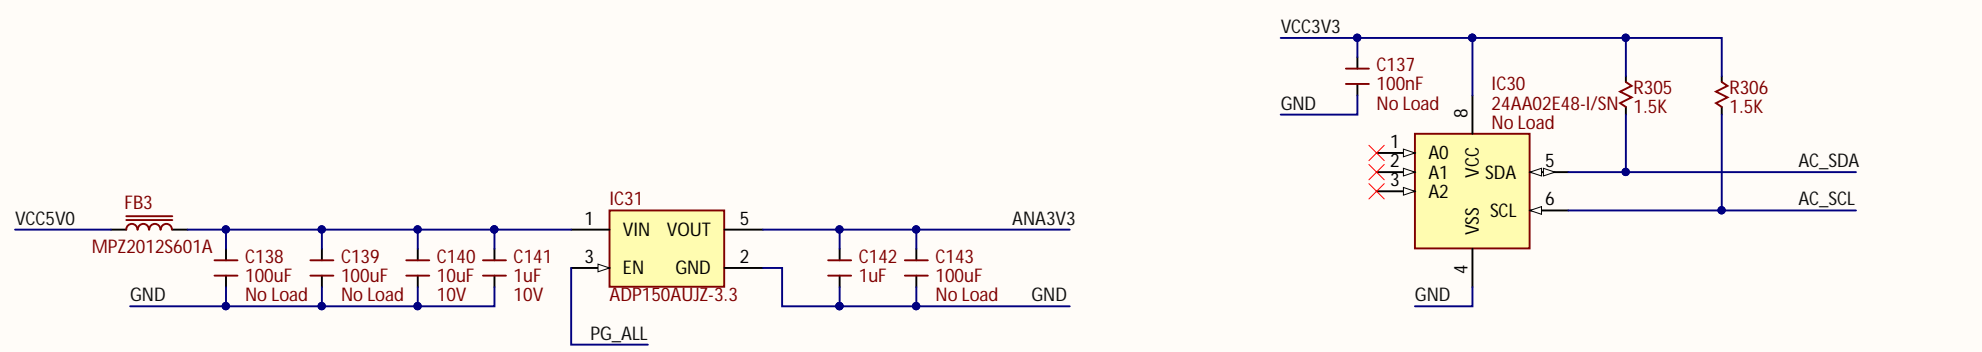 VCC5V0
FB3
MPZ2012S601A
C138
100uF
No Load
C139
100uF
No Load
C140
10uF
10V
C141
1uF
10V
GND
IC31
1
VIN
VOUT
5
3
EN
GND
2
ADP150AUJZ-3.3
PG_ALL
ANA3V3
C142
1uF
C143
100uF
No Load
GND
VCC3V3
C137
100nF
No Load
GND
IC30
24AA02E48-I/SN
No Load
R305
1.5K
R306
1.5K
8
1
A0
2
A1
3
A2
VCC
SDA
5
AC_SDA
SCL
6
AC_SCL
VSS
4
GND